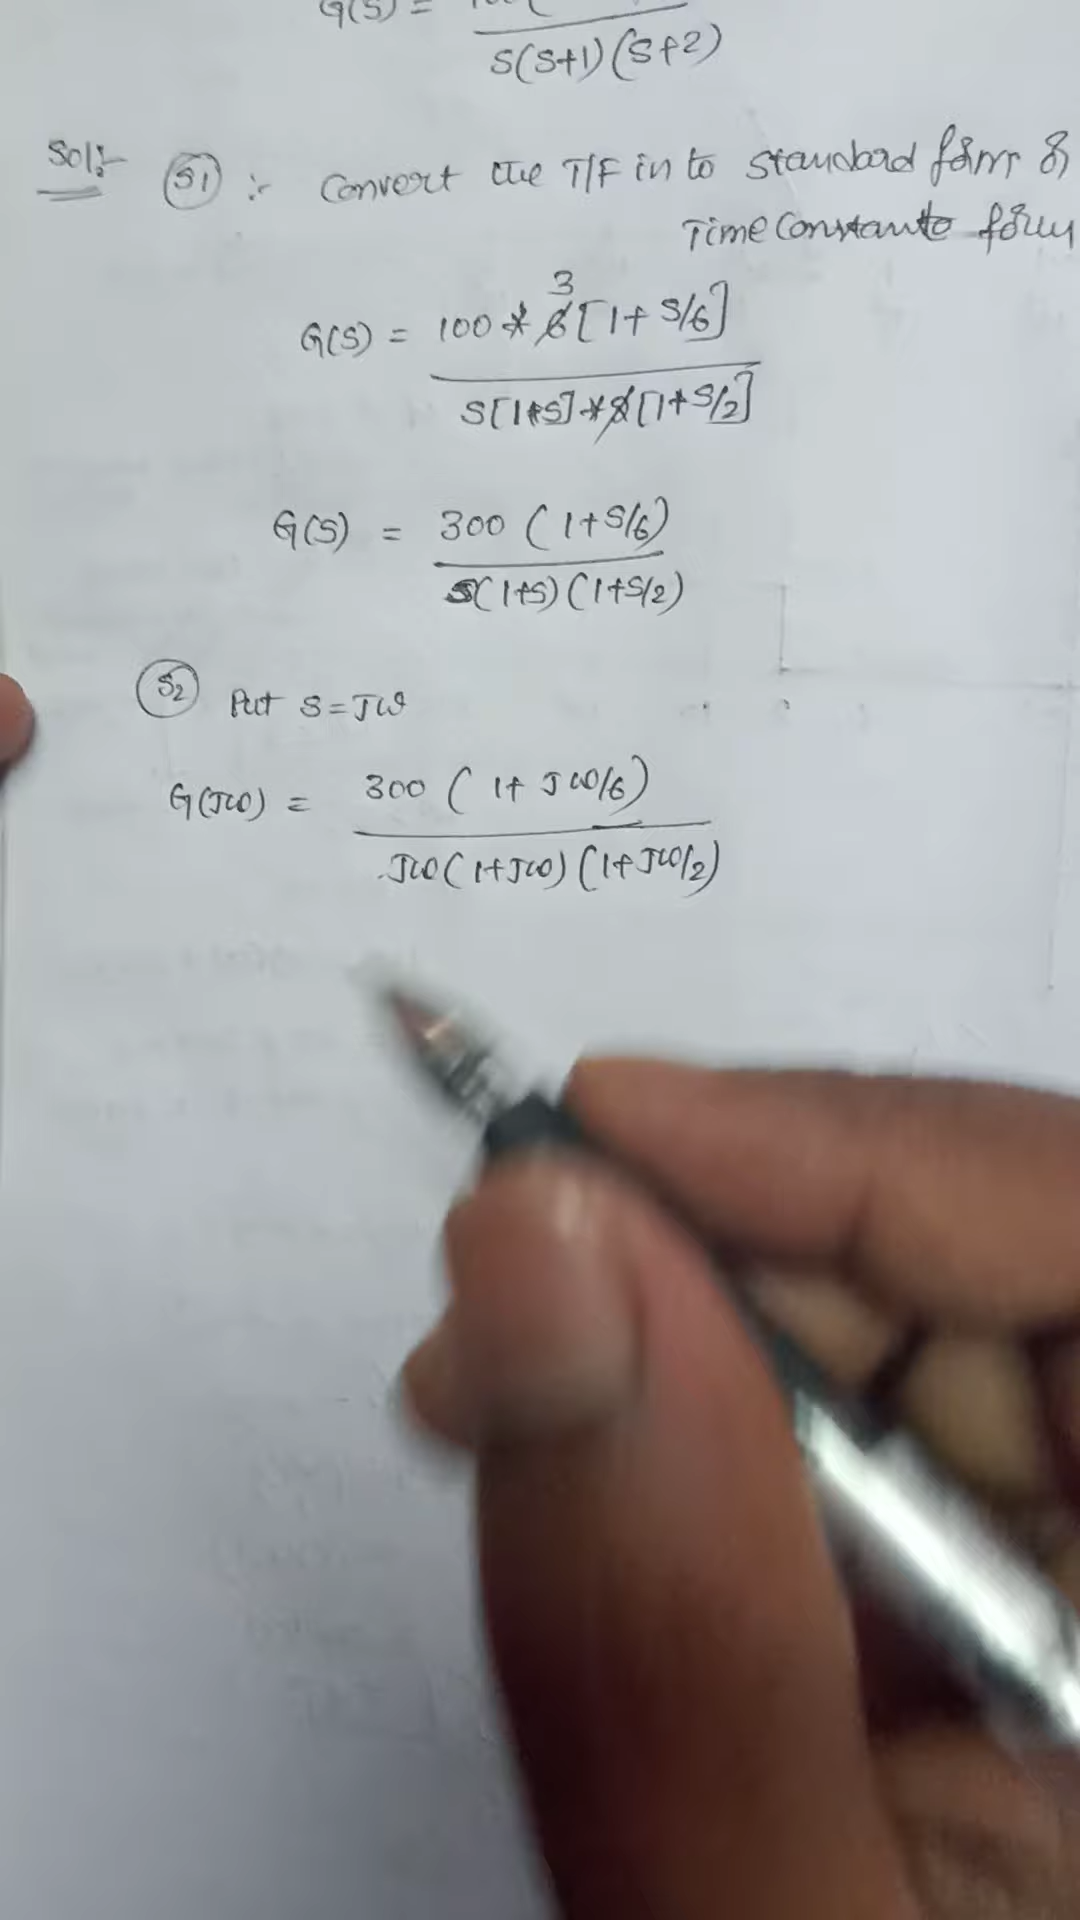 G(S) =
S(S+1)(S+2)
Sol:- S1 :- Convert the T/F in to standard form or
Time Constant form
3
G(S) = 100 * 6 [1+S/6]
S[1+S] * 2 [1+S/2]
G(S) = 300 (1+S/6)
S(1+S)(1+S/2)
S2 Put S=Jω
G(Jω) = 300 (1+Jω/6)
Jω(1+Jω)(1+Jω/2)